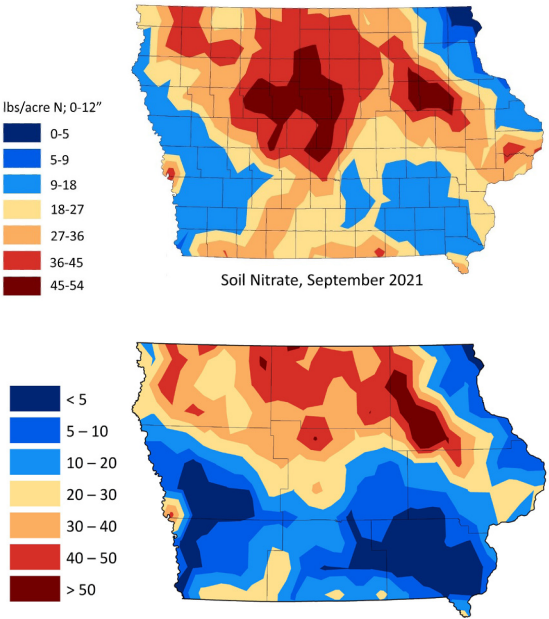 lbs/acre N; 0-12”
0-5
5-9
9-18
18-27
27-36
36-45
45-54
Soil Nitrate, September 2021
< 5
5 – 10
10 – 20
20 – 30
30 – 40
40 – 50
> 50